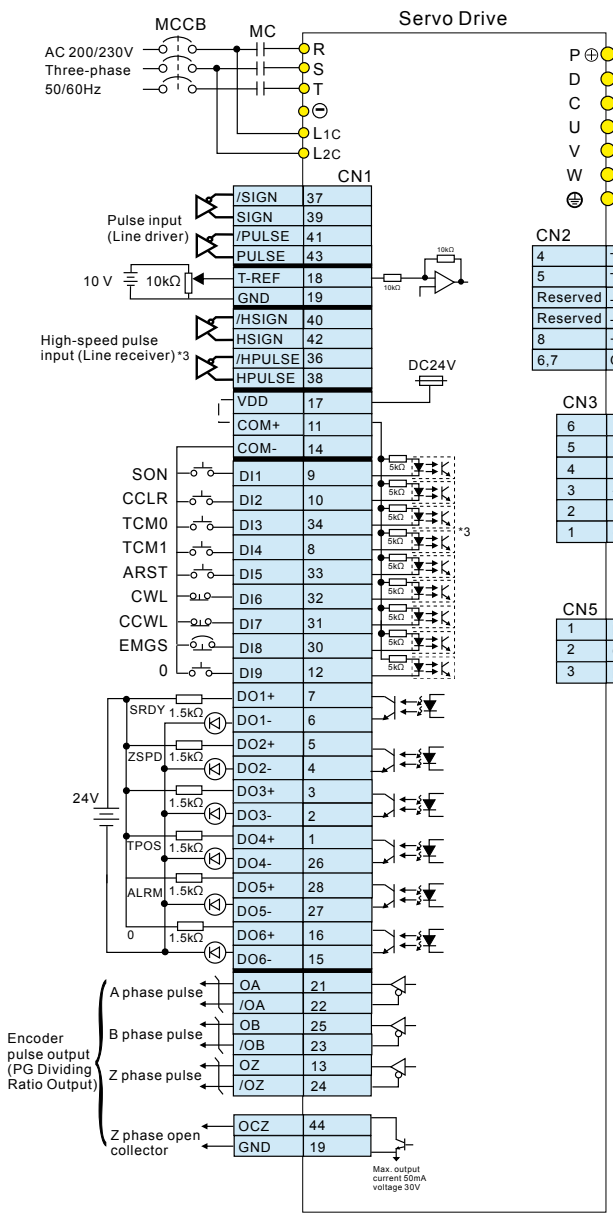 Servo Drive
MCCB
MC
AC 200/230V
Three-phase
50/60Hz
R
S
T
⊖
L1C
L2C
P ⊕
D
C
U
V
W
CN1
Pulse input
(Line driver)
/SIGN 37
SIGN 39
/PULSE 41
PULSE 43
10 V
10kΩ
T-REF 18
GND 19
10kΩ
10kΩ
High-speed pulse
input (Line receiver) *3
/HSIGN 40
HSIGN 42
/HPULSE 36
HPULSE 38
DC24V
VDD 17
COM+ 11
COM- 14
SON DI1 9 5kΩ
CCLR DI2 10 5kΩ
TCM0 DI3 34 5kΩ
*3
TCM1 DI4 8 5kΩ
ARST DI5 33 5kΩ
CWL DI6 32 5kΩ
CCWL DI7 31 5kΩ
EMGS DI8 30 5kΩ
0 DI9 12 5kΩ
24V
SRDY 1.5kΩ DO1+ 7
DO1- 6
ZSPD 1.5kΩ DO2+ 5
DO2- 4
1.5kΩ DO3+ 3
DO3- 2
TPOS 1.5kΩ DO4+ 1
DO4- 26
ALRM 1.5kΩ DO5+ 28
DO5- 27
0 1.5kΩ DO6+ 16
DO6- 15
Encoder
pulse output
(PG Dividing
Ratio Output)
A phase pulse
OA 21
/OA 22
B phase pulse
OB 25
/OB 23
Z phase pulse
OZ 13
/OZ 24
Z phase open
collector
OCZ 44
GND 19
Max. output
current 50mA
voltage 30V
CN2
4
5
Reserved
Reserved
8
6,7
CN3
6
5
4
3
2
1
CN5
1
2
3